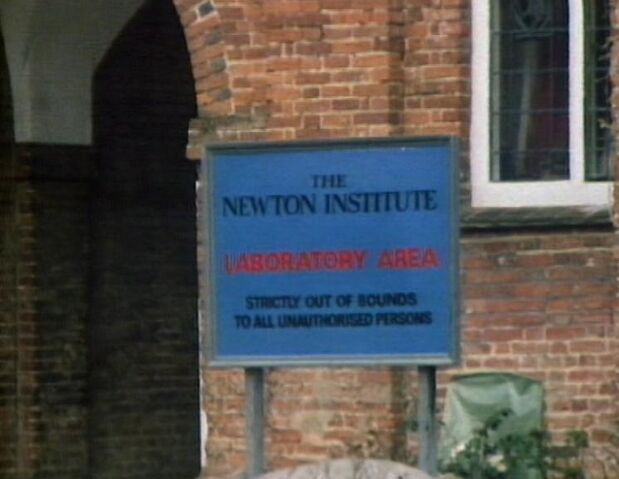 THE
NEWTON INSTITUTE
LABORATORY AREA
STRICTLY OUT OF BOUNDS
TO ALL UNAUTHORISED PERSONS